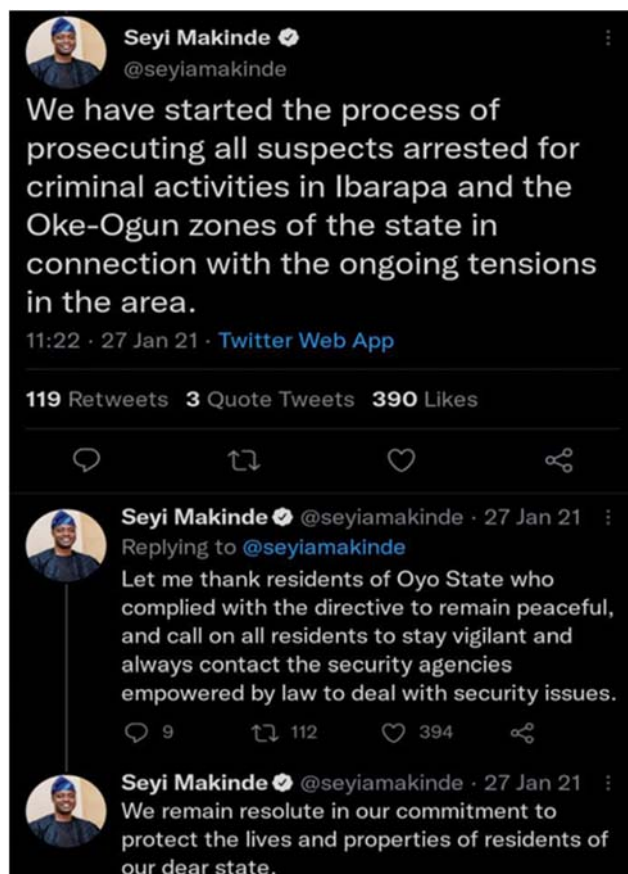 Seyi Makinde
@seyiamakinde
We have started the process of
prosecuting all suspects arrested for
criminal activities in Ibarapa and the
Oke-Ogun zones of the state in
connection with the ongoing tensions
in the area.
11:22 · 27 Jan 21 · Twitter Web App
119 Retweets 3 Quote Tweets 390 Likes
Seyi Makinde @seyiamakinde · 27 Jan 21
Replying to @seyiamakinde
Let me thank residents of Oyo State who
complied with the directive to remain peaceful,
and call on all residents to stay vigilant and
always contact the security agencies
empowered by law to deal with security issues.
9 112 394
Seyi Makinde @seyiamakinde · 27 Jan 21
We remain resolute in our commitment to
protect the lives and properties of residents of
our dear state.